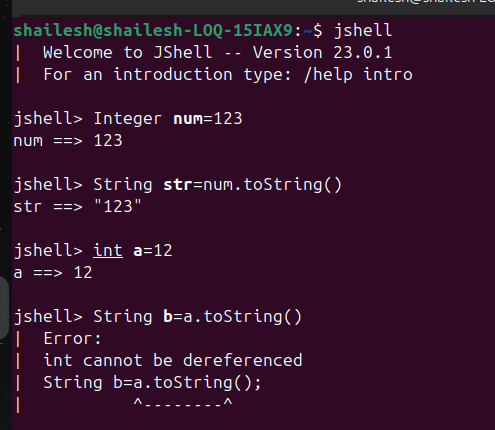 shailesh@shailesh-LOQ-15IAX9:~$ jshell
|  Welcome to JShell -- Version 23.0.1
|  For an introduction type: /help intro
jshell> Integer num=123
num ==> 123
jshell> String str=num.toString()
str ==> "123"
jshell> int a=12
a ==> 12
jshell> String b=a.toString()
|  Error:
|  int cannot be dereferenced
|  String b=a.toString();
|           ^--------^